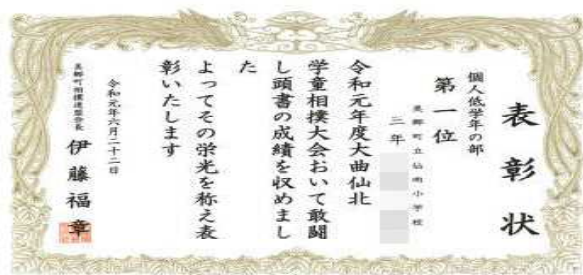 表彰状
個人低学年の部
第一位
美郷町立仙南小学校
三年
令和元年度大曲仙北
学童相撲大会おいて敢闘
し頭書の成績を収めまし
た
よってその栄光を称え表
彰いたします
令和元年六月二十二日
美郷町相撲連盟会長 伊藤福章